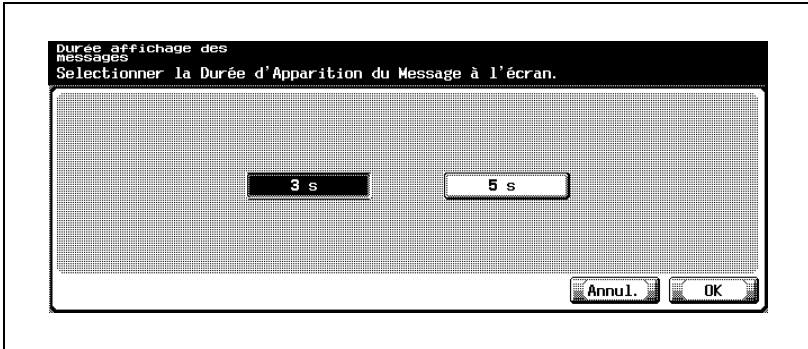 Durée affichage des
messages
Selectionner la Durée d'Apparition du Message à l'écran.
3 s
5 s
Annul.
OK